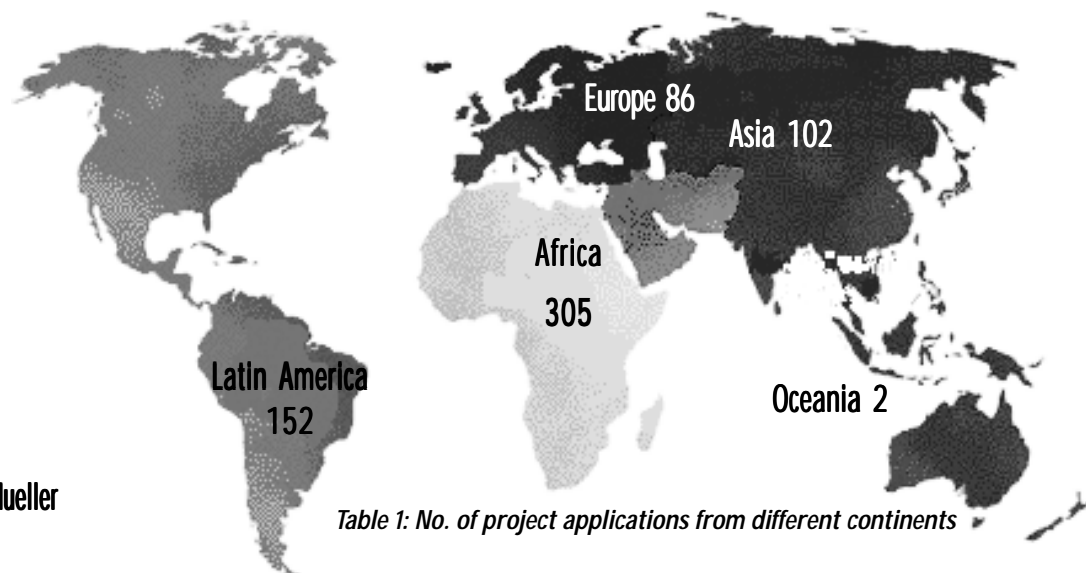 Europe 86
Asia 102
Africa
305
Latin America
152
Oceania 2
Table 1: No. of project applications from different continents